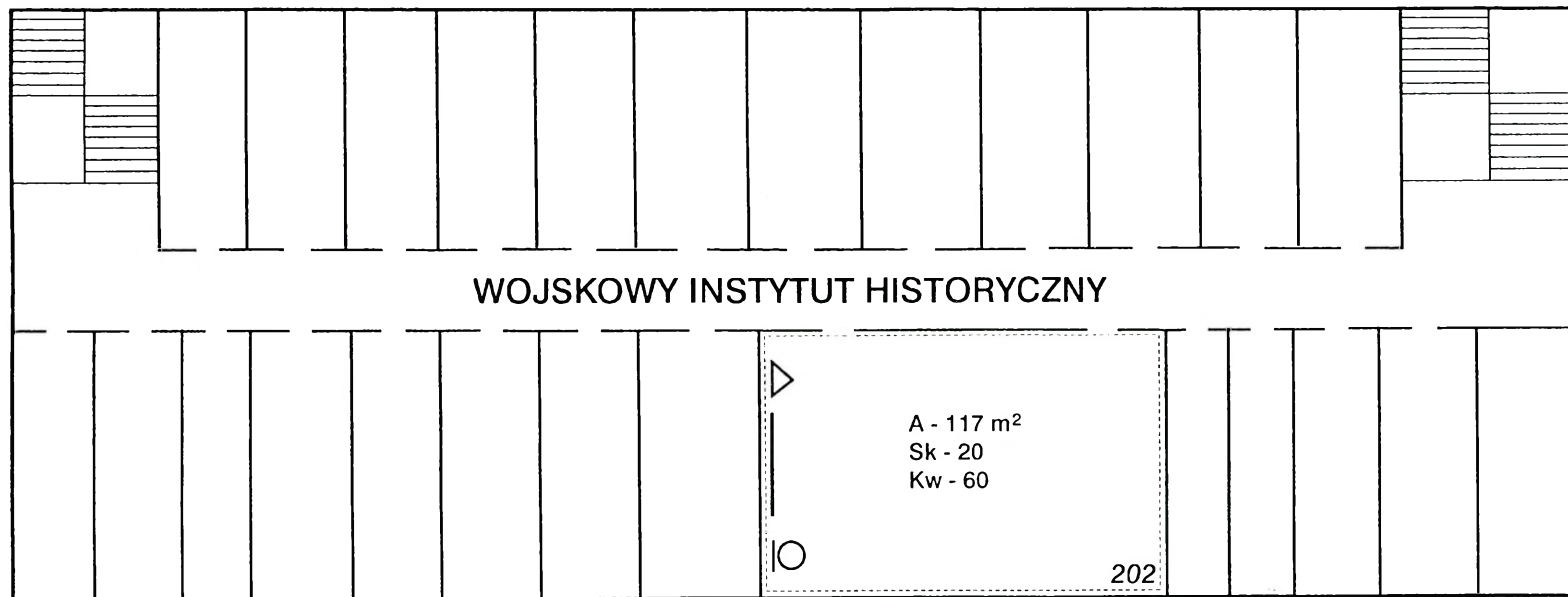 WOJSKOWY INSTYTUT HISTORYCZNY
A - 117 m²
Sk - 20
Kw - 60
202